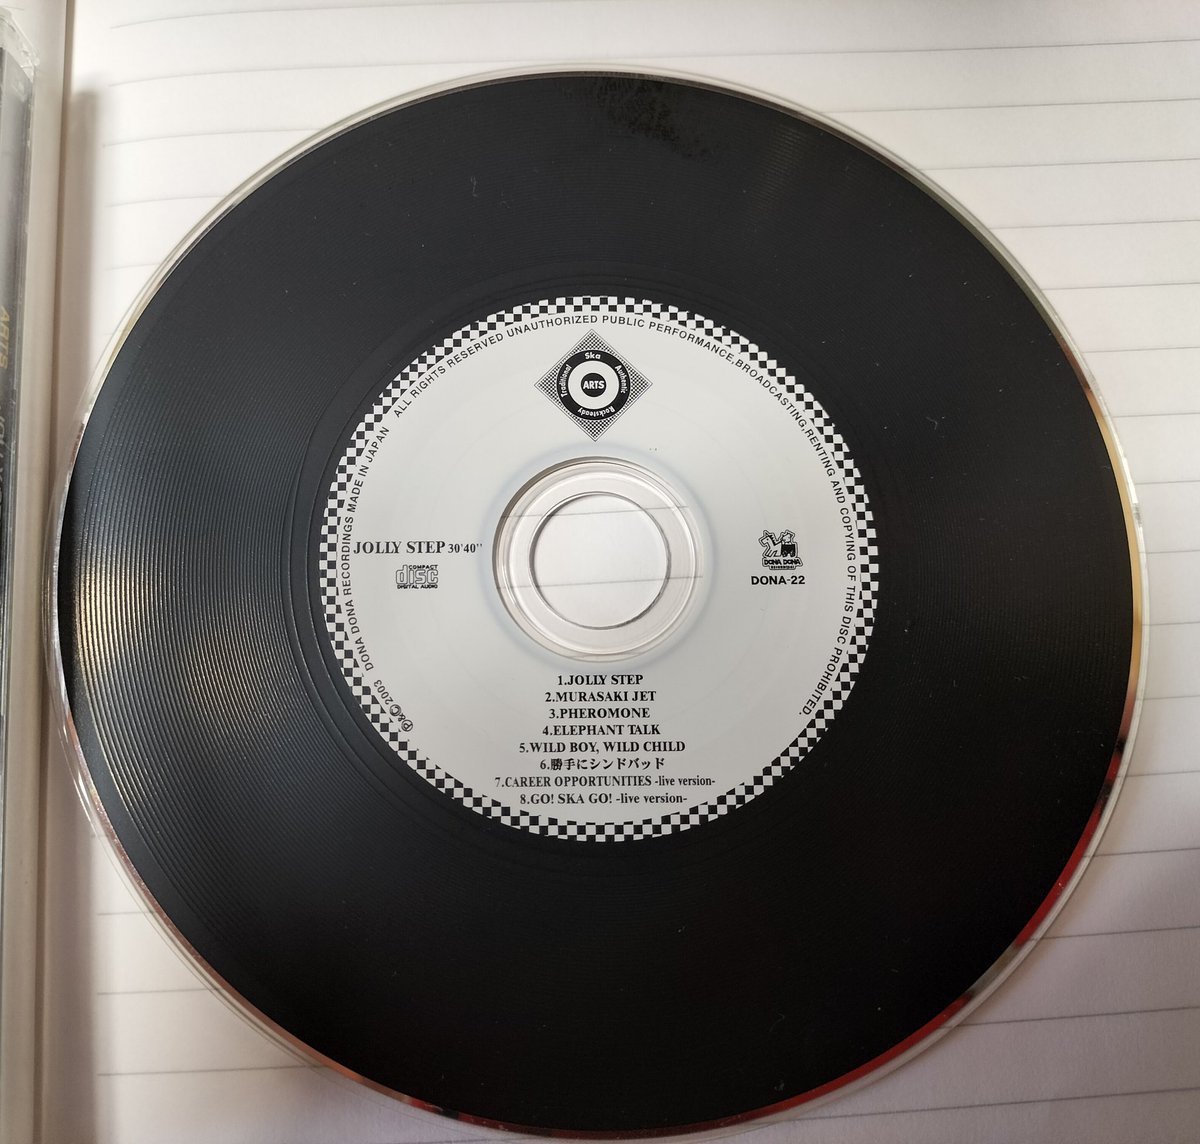 ALL RIGHTS RESERVED UNAUTHORIZED PUBLIC PERFORMANCE,BROADCASTING,RENTING AND COPYING OF THIS DISC PROHIBITED.
℗&© 2003 DONA DONA RECORDINGS MADE IN JAPAN
Ska
Authentic
Rocksteady
Traditional
ARTS
JOLLY STEP 30'40''
COMPACT
disc
DIGITAL AUDIO
DONA DONA
DONA-22
1.JOLLY STEP
2.MURASAKI JET
3.PHEROMONE
4.ELEPHANT TALK
5.WILD BOY, WILD CHILD
6.勝手にシンドバッド
7.CAREER OPPORTUNITIES -live version-
8.GO! SKA GO! -live version-